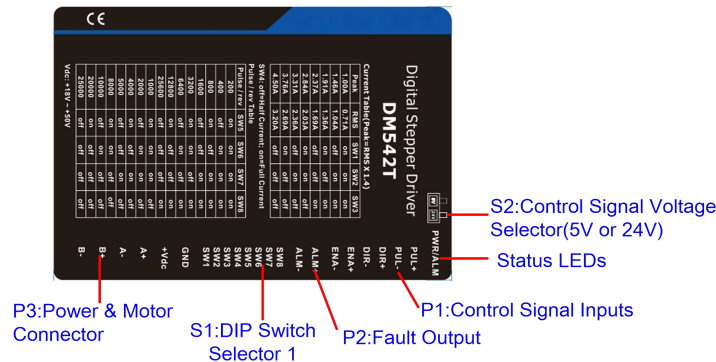 CE
Digital Stepper Driver
DM542T
Current Table(Peak=RMS X 1.4)
Peak RMS SW1 SW2 SW3
1.00A 0.71A on on on
1.46A 1.04A off on on
1.91A 1.36A on off on
2.37A 1.69A off off on
2.84A 2.03A on on off
3.31A 2.36A off on off
3.76A 2.69A on off off
4.50A 3.20A off off off
SW4: off=Half Current; on=Full Current
Pulse / rev Table
Pulse / rev SW5 SW6 SW7 SW8
200 on on on on
400 off on on on
800 on off on on
1600 off off on on
3200 on on off on
6400 off on off on
12800 on off off on
25600 off off off on
1000 on on on off
2000 off on on off
4000 on off on off
5000 off off on off
8000 on on off off
10000 off on off off
20000 on off off off
25000 off off off off
Vdc: +18V ~ +50V
PWR/ALM
PUL+
PUL-
DIR+
DIR-
ENA+
ENA-
ALM+
ALM-
SW8
SW7
SW6
SW5
SW4
SW3
SW2
SW1
GND
+Vdc
A+
A-
B+
B-
S2:Control Signal Voltage
Selector(5V or 24V)
Status LEDs
P1:Control Signal Inputs
P2:Fault Output
S1:DIP Switch
Selector 1
P3:Power & Motor
Connector